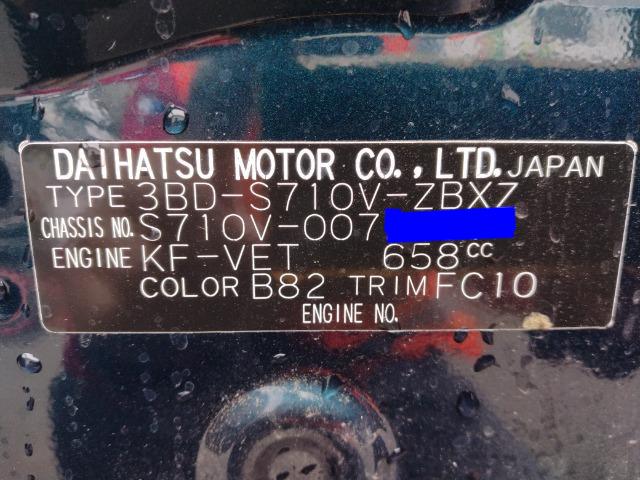 DAIHATSU MOTOR CO., LTD. JAPAN
TYPE 3BD-S710V-ZBXZ
CHASSIS NO. S710V-007
ENGINE KF-VET 658CC
COLOR B82 TRIM FC10
ENGINE NO.